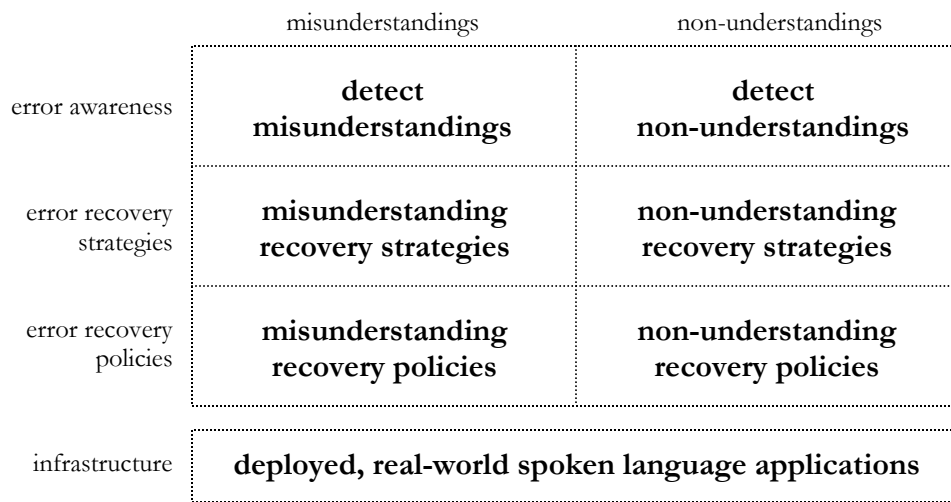 misunderstandings non-understandings
error awareness
detect
misunderstandings
detect
non-understandings
error recovery
strategies
misunderstanding
recovery strategies
non-understanding
recovery strategies
error recovery
policies
misunderstanding
recovery policies
non-understanding
recovery policies
infrastructure
deployed, real-world spoken language applications